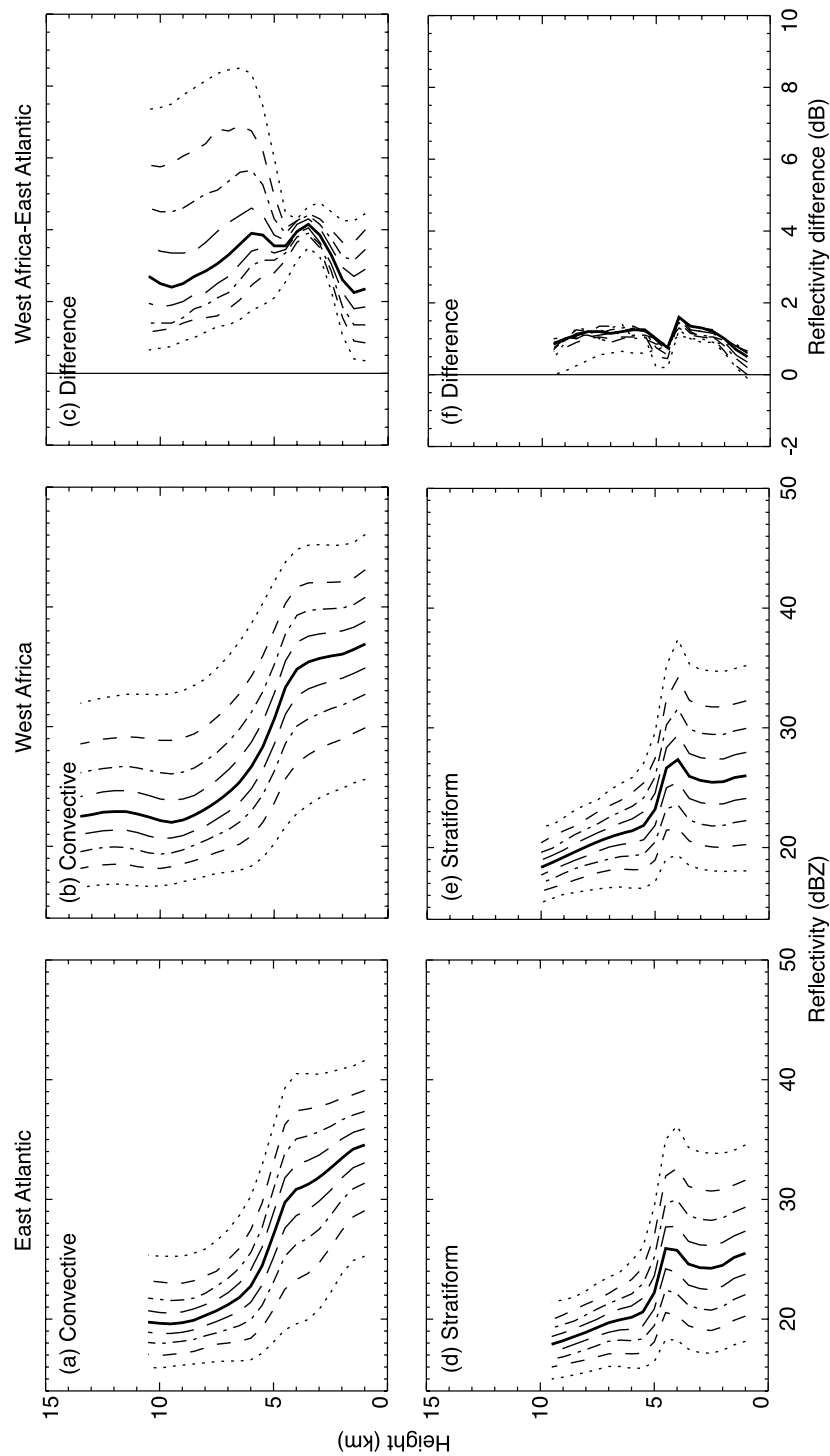 East Atlantic
West Africa
West Africa-East Atlantic
(a) Convective
(b) Convective
(c) Difference
15
10
5
0
(d) Stratiform
(e) Stratiform
(f) Difference
15
10
5
0
20
30
40
50
20
30
40
50
-2
0
2
4
6
8
10
Height (km)
Reflectivity (dBZ)
Reflectivity difference (dB)